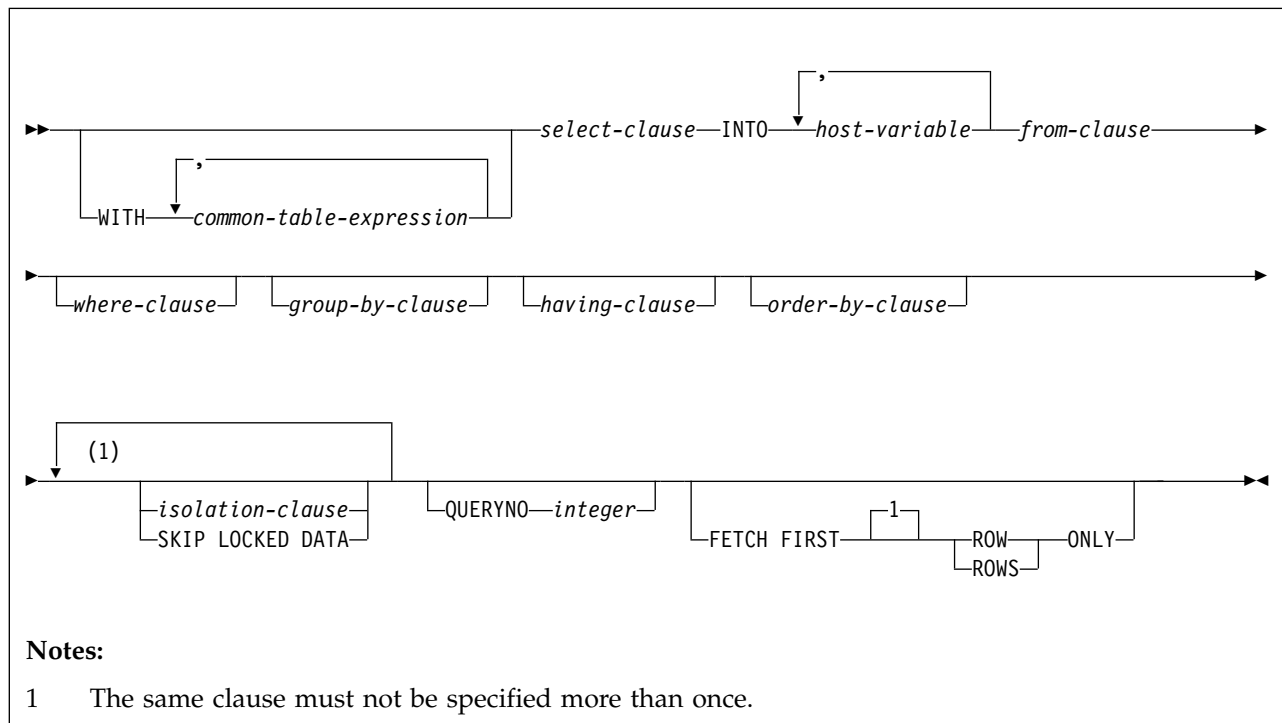 ,
select-clause INTO host-variable from-clause
,
WITH common-table-expression
where-clause group-by-clause having-clause order-by-clause
(1)
isolation-clause QUERYNO integer 1
SKIP LOCKED DATA FETCH FIRST ROW ONLY
ROWS
Notes:
1 The same clause must not be specified more than once.